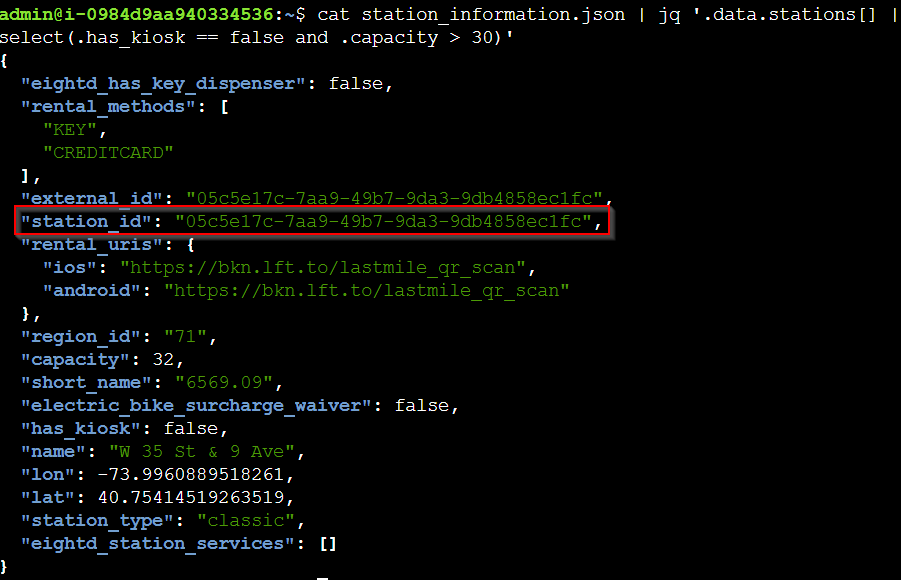 admin@i-0984d9aa940334536:~$ cat station_information.json | jq '.data.stations[] |
select(.has_kiosk == false and .capacity > 30)'
{
  "eightd_has_key_dispenser": false,
  "rental_methods": [
    "KEY",
    "CREDITCARD"
  ],
  "external_id": "05c5e17c-7aa9-49b7-9da3-9db4858ec1fc",
  "station_id": "05c5e17c-7aa9-49b7-9da3-9db4858ec1fc",
  "rental_uris": {
    "ios": "https://bkn.lft.to/lastmile_qr_scan",
    "android": "https://bkn.lft.to/lastmile_qr_scan"
  },
  "region_id": "71",
  "capacity": 32,
  "short_name": "6569.09",
  "electric_bike_surcharge_waiver": false,
  "has_kiosk": false,
  "name": "W 35 St & 9 Ave",
  "lon": -73.9960889518261,
  "lat": 40.75414519263519,
  "station_type": "classic",
  "eightd_station_services": []
}